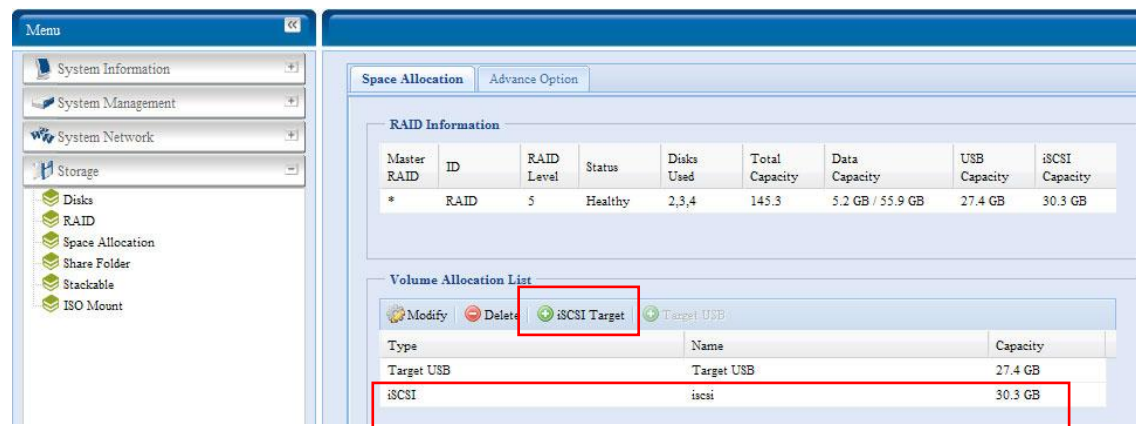 Menu
System Information
System Management
System Network
Storage
Disks
RAID
Space Allocation
Share Folder
Stackable
ISO Mount
Space Allocation Advance Option
RAID Information
Master RAID ID RAID Level Status Disks Used Total Capacity Data Capacity USB Capacity iSCSI Capacity
* RAID 5 Healthy 2,3,4 145.3 5.2 GB / 55.9 GB 27.4 GB 30.3 GB
Volume Allocation List
Modify Delete iSCSI Target Target USB
Type Name Capacity
Target USB Target USB 27.4 GB
iSCSI iscsi 30.3 GB